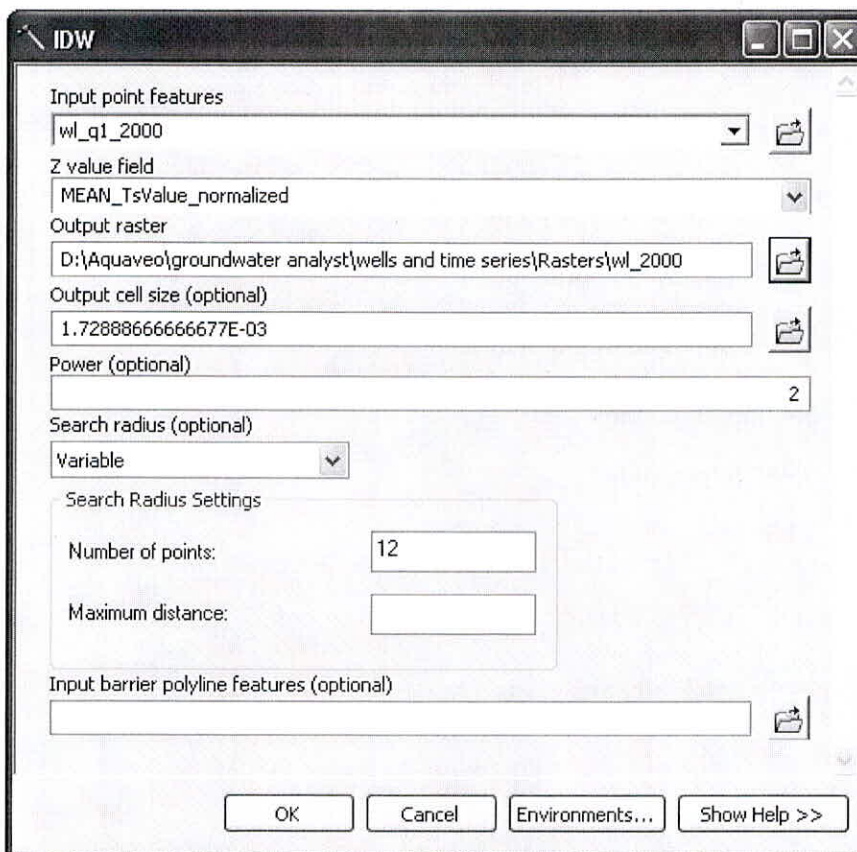 IDW
Input point features
wl_q1_2000
Z value field
MEAN_TsValue_normalized
Output raster
D:\Aquaveo\groundwater analyst\wells and time series\Rasters\wl_2000
Output cell size (optional)
1.72888666666677E-03
Power (optional)
2
Search radius (optional)
Variable
Search Radius Settings
Number of points: 12
Maximum distance:
Input barrier polyline features (optional)
OK Cancel Environments... Show Help >>